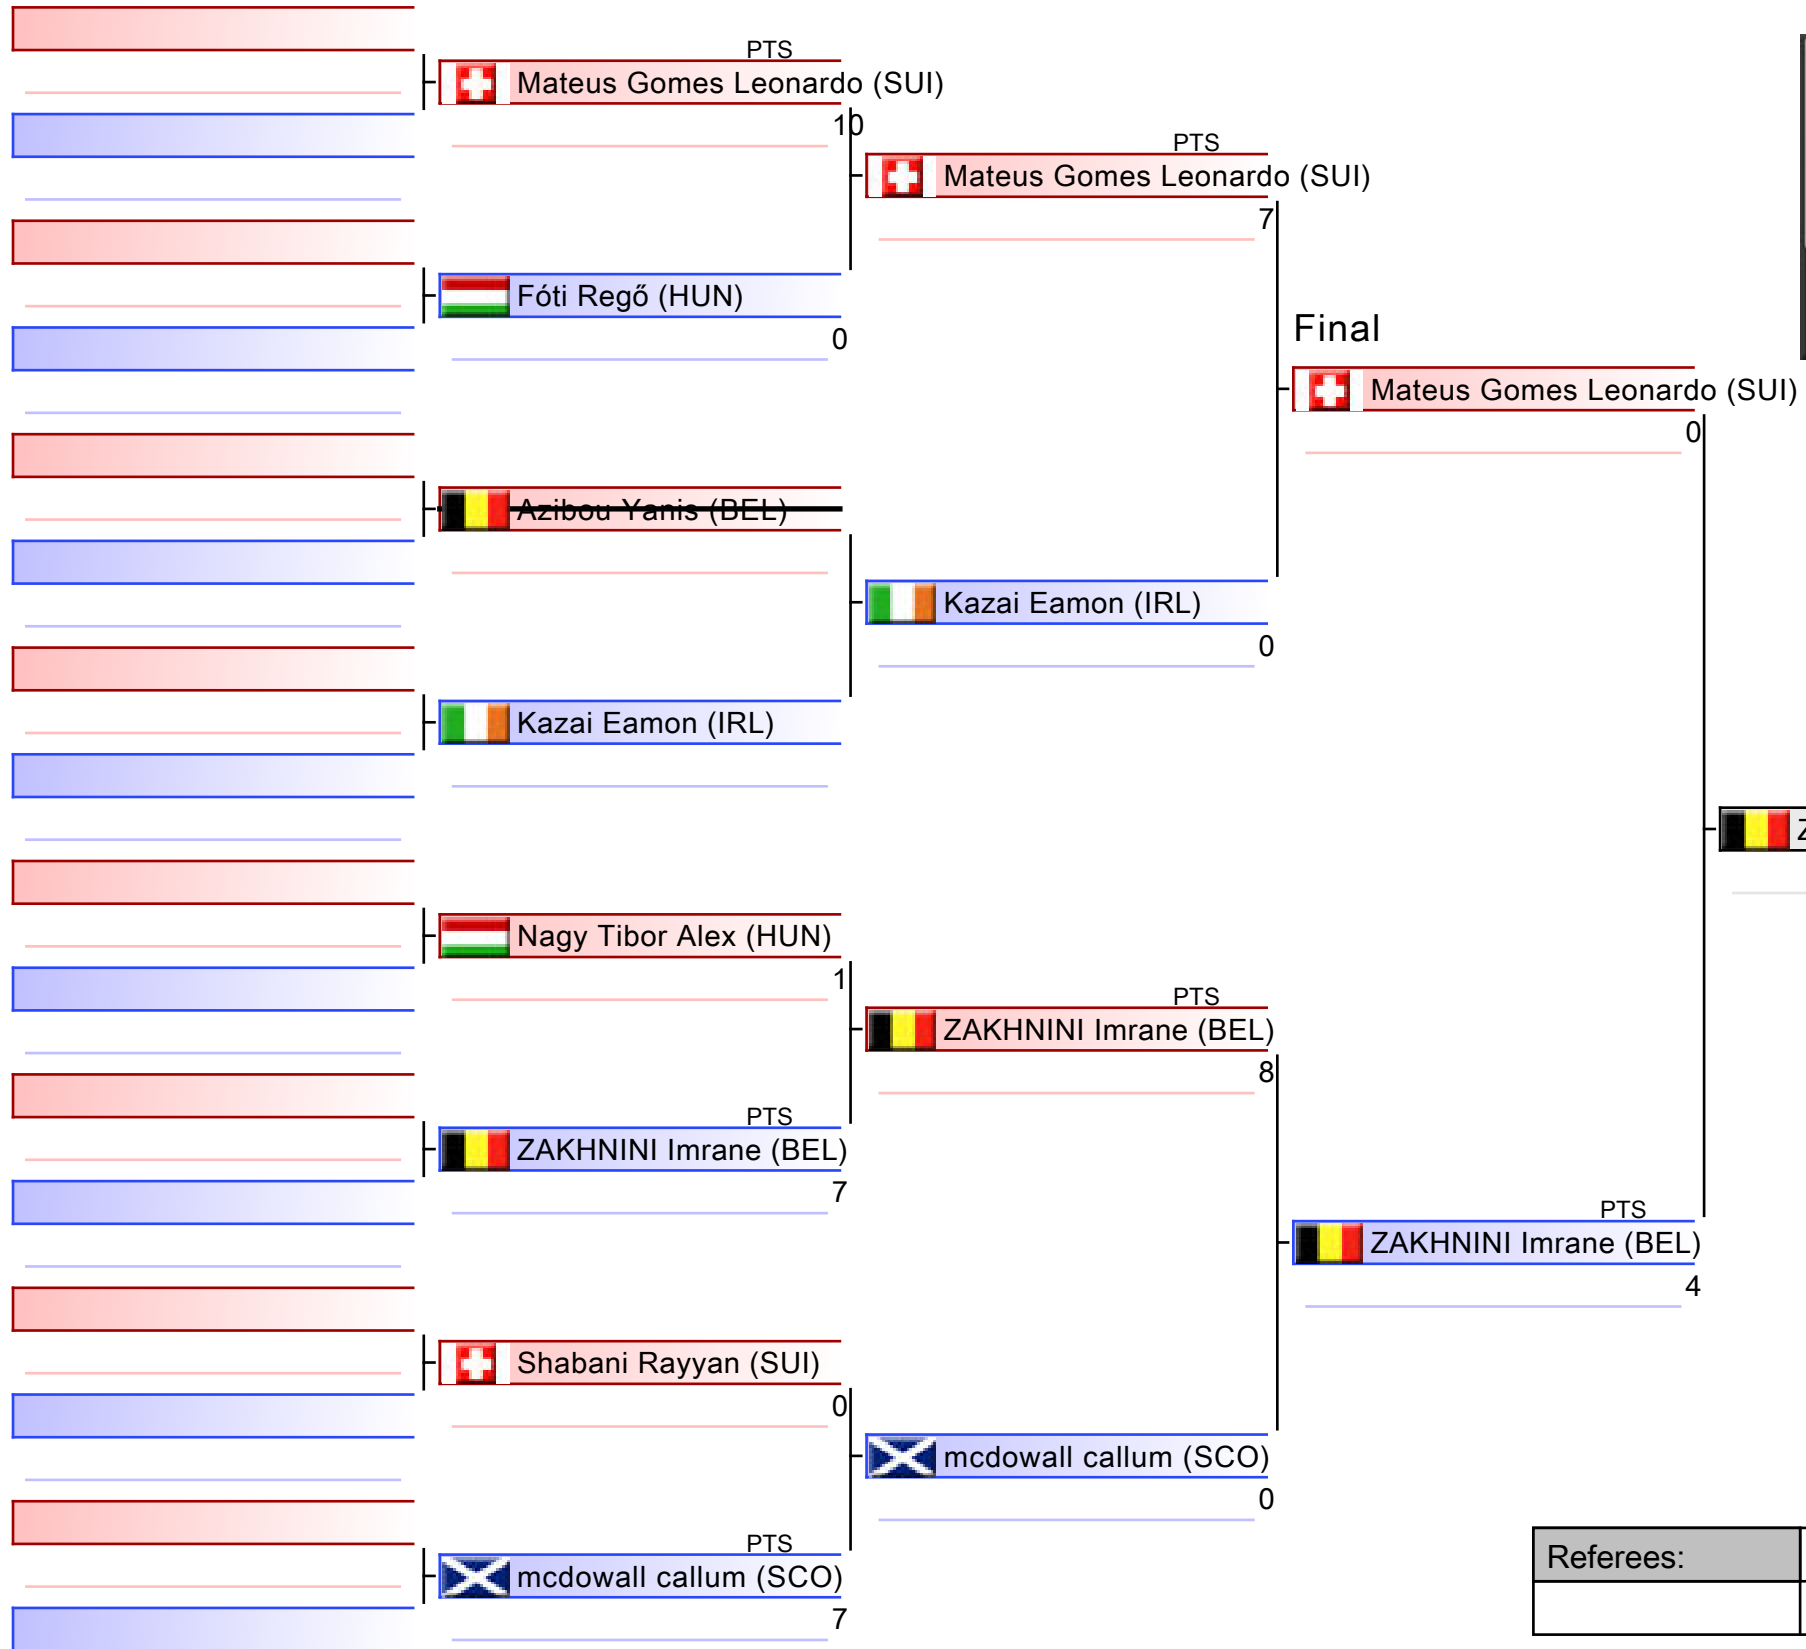 PTS
Mateus Gomes Leonardo (SUI)
10
Fóti Regő (HUN)
0
Azibou Yanis (BEL)
Kazai Eamon (IRL)
Nagy Tibor Alex (HUN)
1
PTS
ZAKHNINI Imrane (BEL)
7
Shabani Rayyan (SUI)
0
PTS
mcdowall callum (SCO)
7
PTS
Mateus Gomes Leonardo (SUI)
7
Kazai Eamon (IRL)
0
PTS
ZAKHNINI Imrane (BEL)
8
mcdowall callum (SCO)
0
Final
Mateus Gomes Leonardo (SUI)
0
PTS
ZAKHNINI Imrane (BEL)
4
Referees: